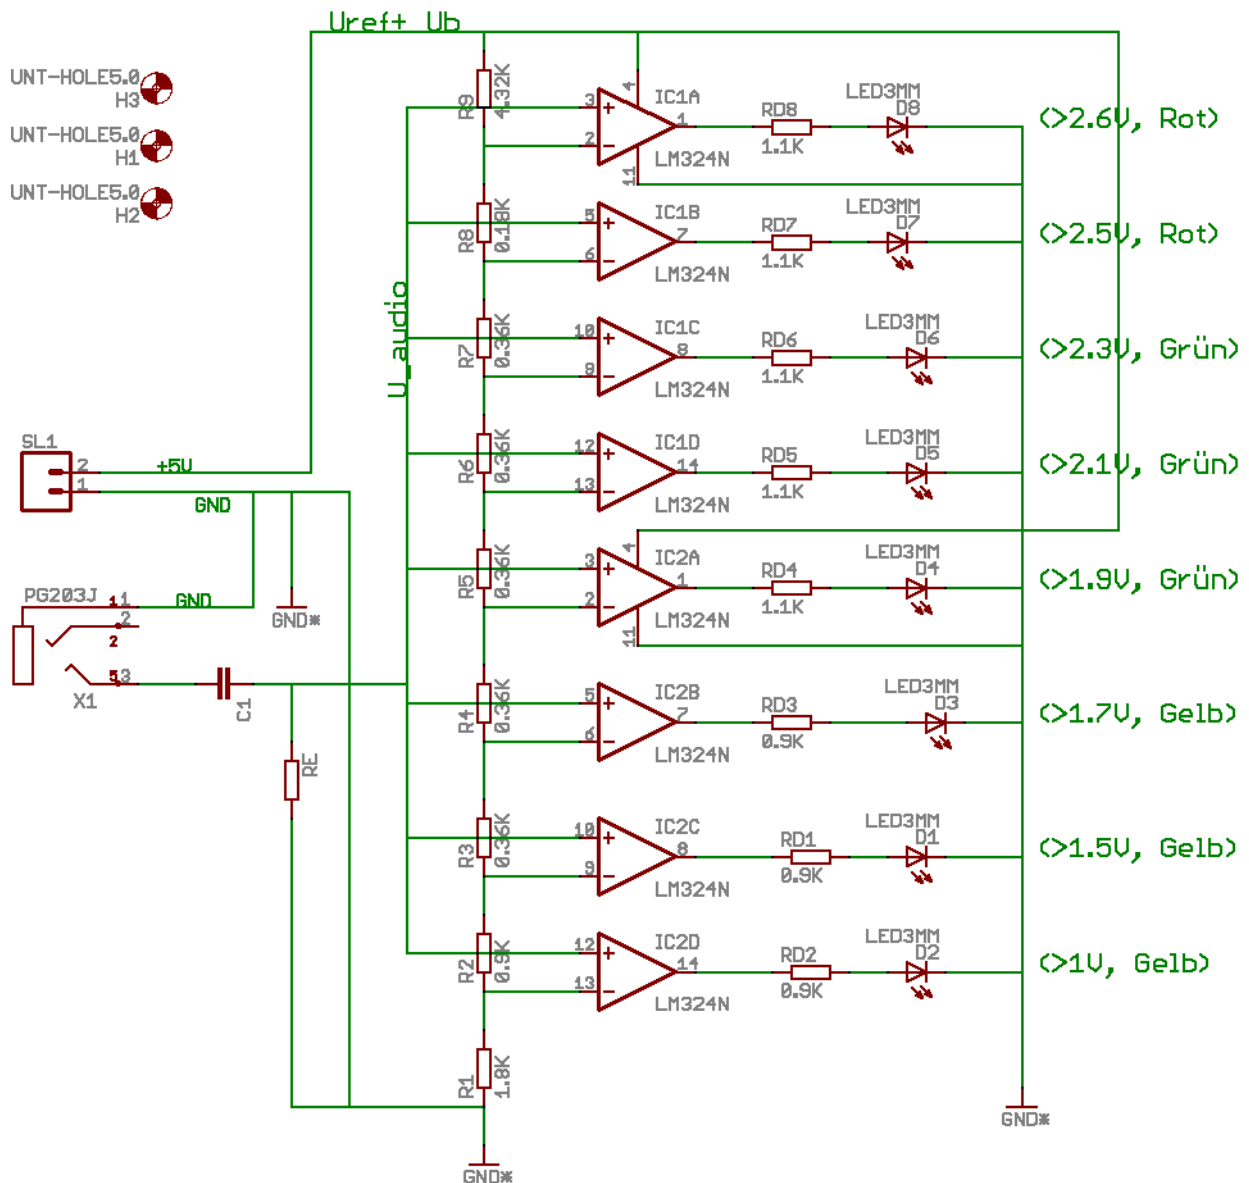 Uref+ Ub
UNT-HOLE5.0
H3
UNT-HOLE5.0
H1
UNT-HOLE5.0
H2
R9
4.32K
3
2
4
11
1
IC1A
LM324N
RD8
1.1K
LED3MM
D8
(>2.6V, Rot)
R8
0.18K
5
6
7
IC1B
LM324N
RD7
1.1K
LED3MM
D7
(>2.5V, Rot)
U_audio
R7
0.36K
10
9
8
IC1C
LM324N
RD6
1.1K
LED3MM
D6
(>2.3V, Grün)
SL1
2
1
+5V
GND
R6
0.36K
12
13
14
IC1D
LM324N
RD5
1.1K
LED3MM
D5
(>2.1V, Grün)
PG203J
1
1
2
2
3
X1
GND
GND*
C1
RE
R5
0.36K
3
2
4
11
1
IC2A
LM324N
RD4
1.1K
LED3MM
D4
(>1.9V, Grün)
R4
0.36K
5
6
7
IC2B
LM324N
RD3
0.9K
LED3MM
D3
(>1.7V, Gelb)
R3
0.36K
10
9
8
IC2C
LM324N
RD1
0.9K
LED3MM
D1
(>1.5V, Gelb)
R2
0.9K
12
13
14
IC2D
LM324N
RD2
0.9K
LED3MM
D2
(>1V, Gelb)
R1
1.8K
GND*
GND*